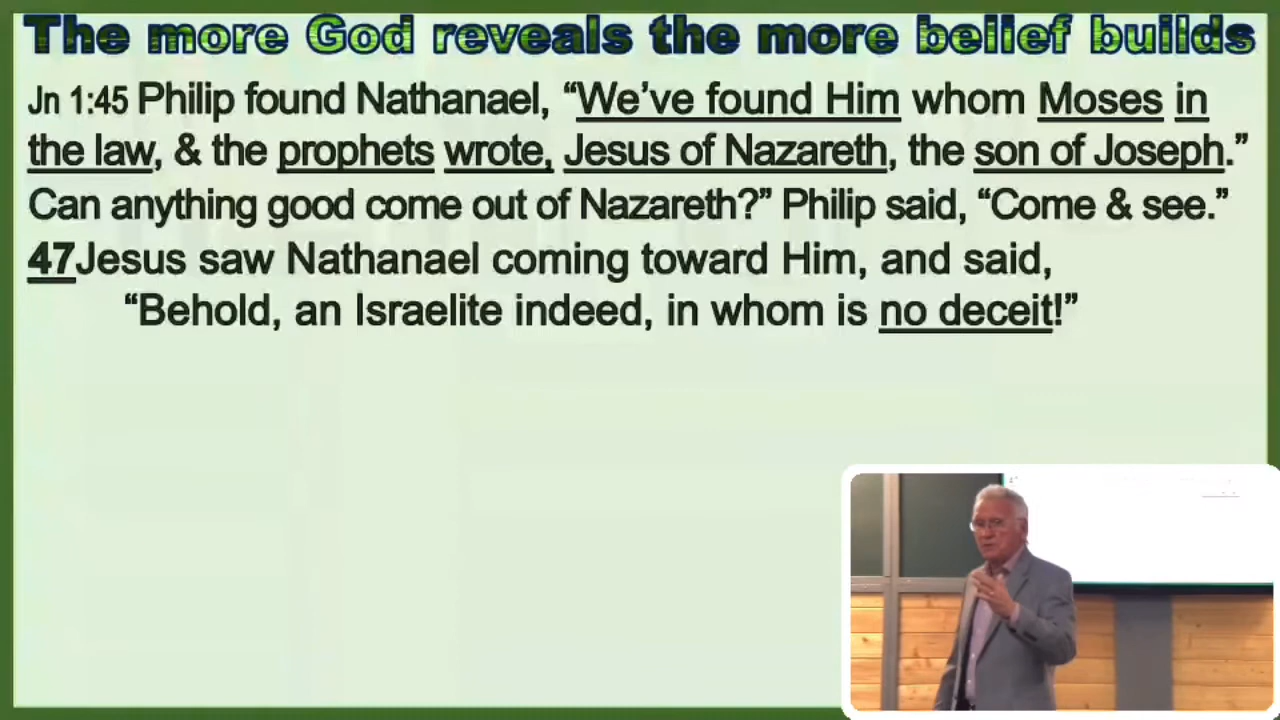 The more God reveals the more belief builds
Jn 1:45 Philip found Nathanael, “We’ve found Him whom Moses in
the law, & the prophets wrote, Jesus of Nazareth, the son of Joseph.”
Can anything good come out of Nazareth?” Philip said, “Come & see.”
47Jesus saw Nathanael coming toward Him, and said,
“Behold, an Israelite indeed, in whom is no deceit!”